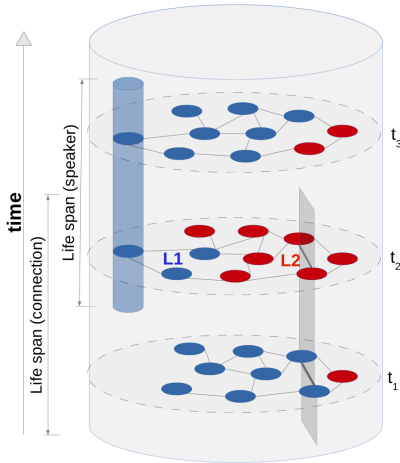 time
Life span (connection)
Life span (speaker)
t3
L1
L2
t2
t1